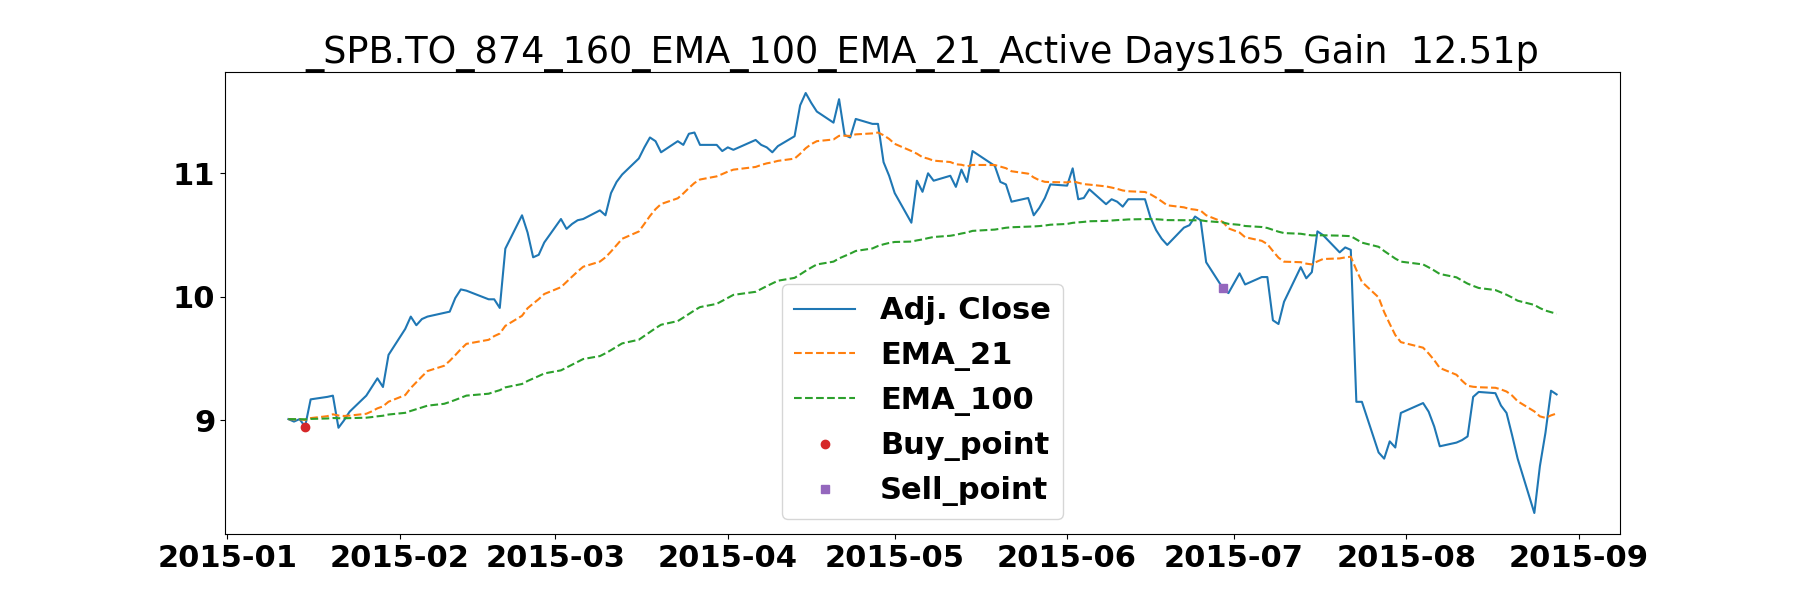 _SPB.TO_874_160_EMA_100_EMA_21_Active Days165_Gain  12.51p
11
10
9
Adj. Close
EMA_21
EMA_100
Buy_point
Sell_point
2015-01 2015-02 2015-03 2015-04 2015-05 2015-06 2015-07 2015-08 2015-09